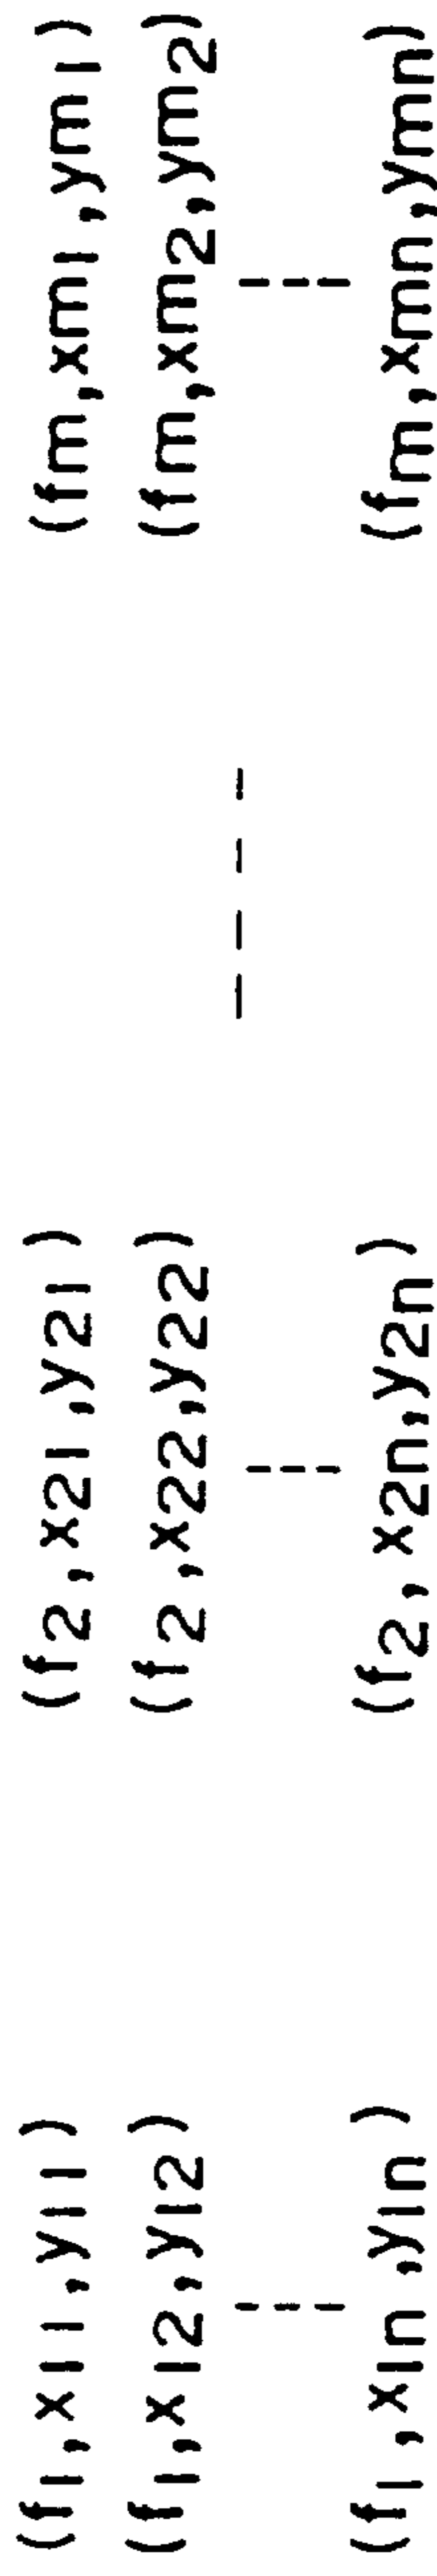 (f1,x11,y11) (f2,x21,y21) (fm,xm1,ym1)
(f1,x12,y12) (f2,x22,y22) (fm,xm2,ym2)
(f1,x1n,y1n) (f2,x2n,y2n) (fm,xmn,ymn)